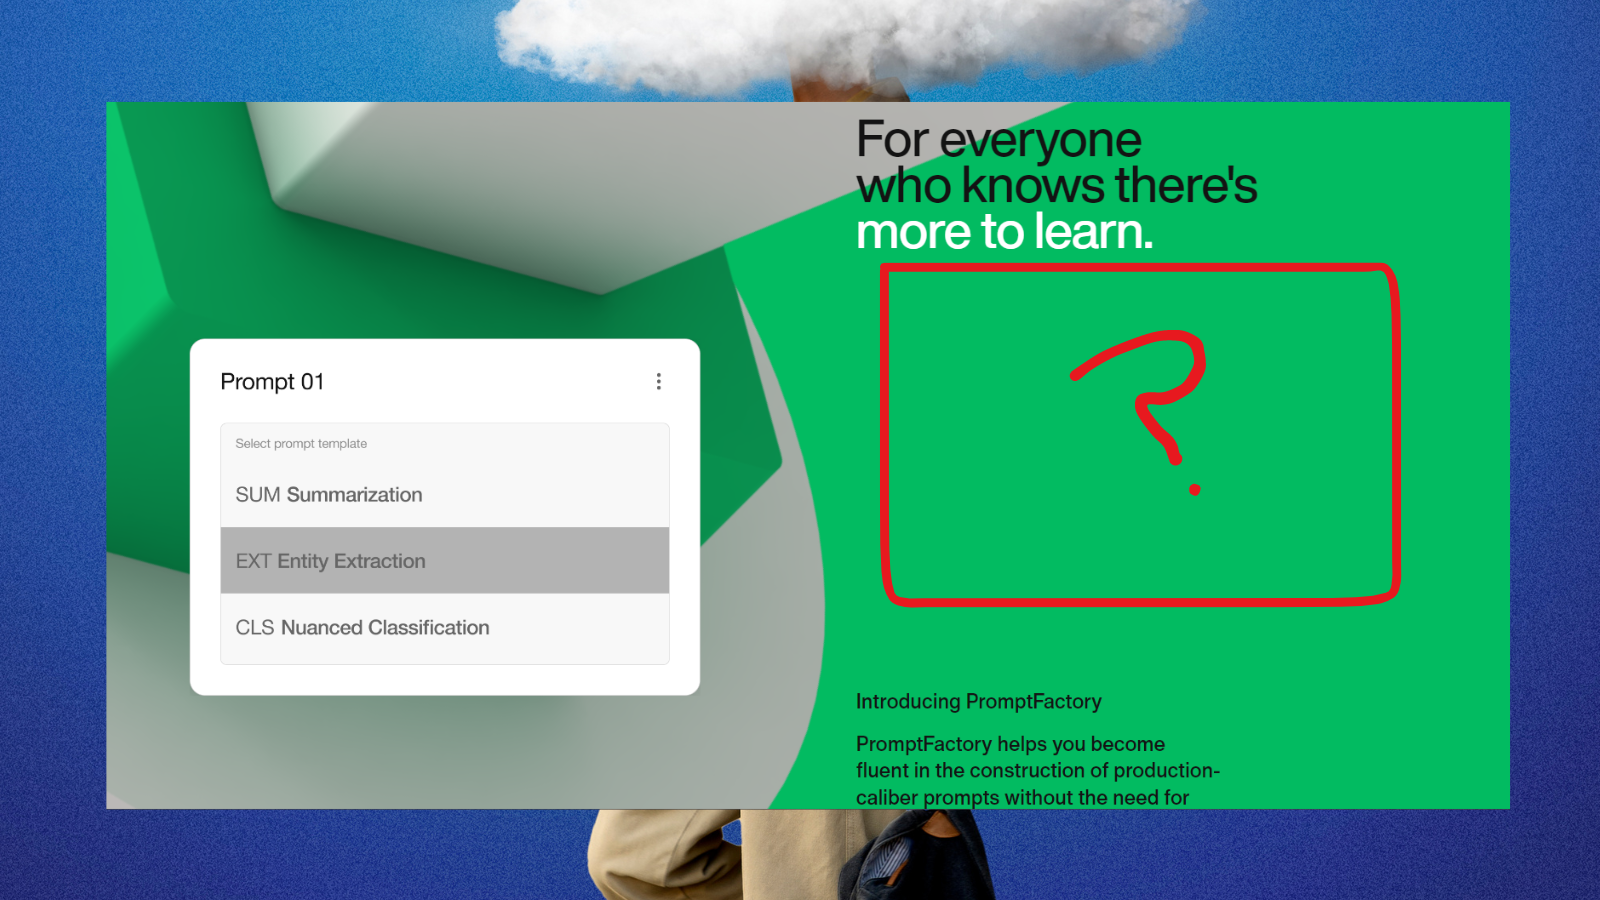 For everyone
who knows there's
more to learn.
Prompt 01
Select prompt template
SUM Summarization
EXT Entity Extraction
CLS Nuanced Classification
?
Introducing PromptFactory
PromptFactory helps you become
fluent in the construction of production-
caliber prompts without the need for